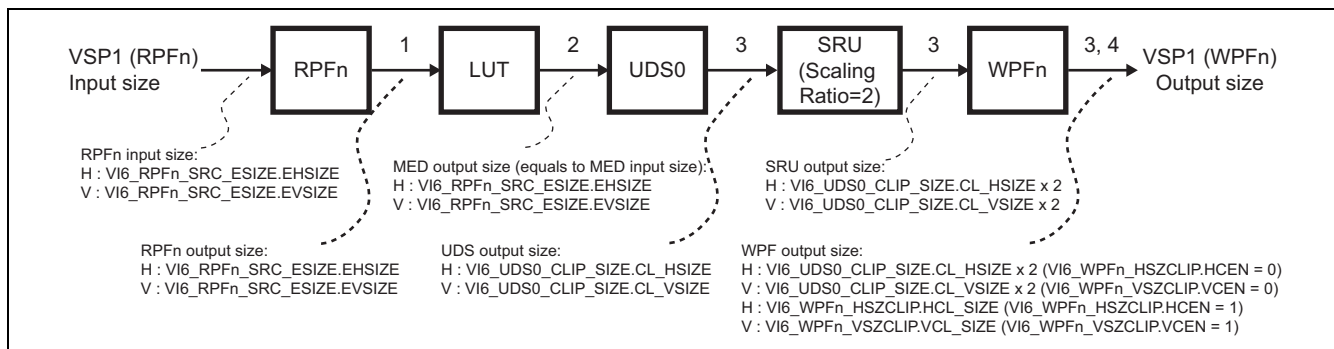 VSP1 (RPFn)
Input size
RPFn
1
LUT
2
UDS0
3
SRU
(Scaling
Ratio=2)
3
WPFn
3, 4
VSP1 (WPFn)
Output size
RPFn input size:
H : VI6_RPFn_SRC_ESIZE.EHSIZE
V : VI6_RPFn_SRC_ESIZE.EVSIZE
MED output size (equals to MED input size):
H : VI6_RPFn_SRC_ESIZE.EHSIZE
V : VI6_RPFn_SRC_ESIZE.EVSIZE
SRU output size:
H : VI6_UDS0_CLIP_SIZE.CL_HSIZE x 2
V : VI6_UDS0_CLIP_SIZE.CL_VSIZE x 2
RPFn output size:
H : VI6_RPFn_SRC_ESIZE.EHSIZE
V : VI6_RPFn_SRC_ESIZE.EVSIZE
UDS output size:
H : VI6_UDS0_CLIP_SIZE.CL_HSIZE
V : VI6_UDS0_CLIP_SIZE.CL_VSIZE
WPF output size:
H : VI6_UDS0_CLIP_SIZE.CL_HSIZE x 2 (VI6_WPFn_HSZCLIP.HCEN = 0)
V : VI6_UDS0_CLIP_SIZE.CL_VSIZE x 2 (VI6_WPFn_VSZCLIP.VCEN = 0)
H : VI6_WPFn_HSZCLIP.HCL_SIZE (VI6_WPFn_HSZCLIP.HCEN = 1)
V : VI6_WPFn_VSZCLIP.VCL_SIZE (VI6_WPFn_VSZCLIP.VCEN = 1)